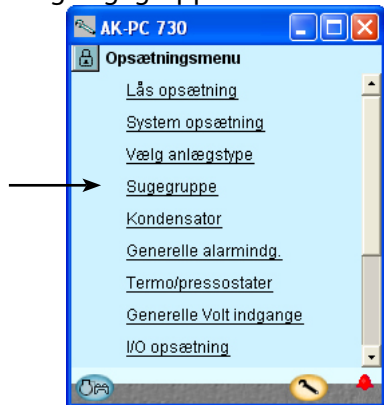 AK-PC 730
Opsætningsmenu
Lås opsætning
System opsætning
Vælg anlægstype
Sugegruppe
Kondensator
Generelle alarmindg.
Termo/pressostater
Generelle Volt indgange
I/O opsætning